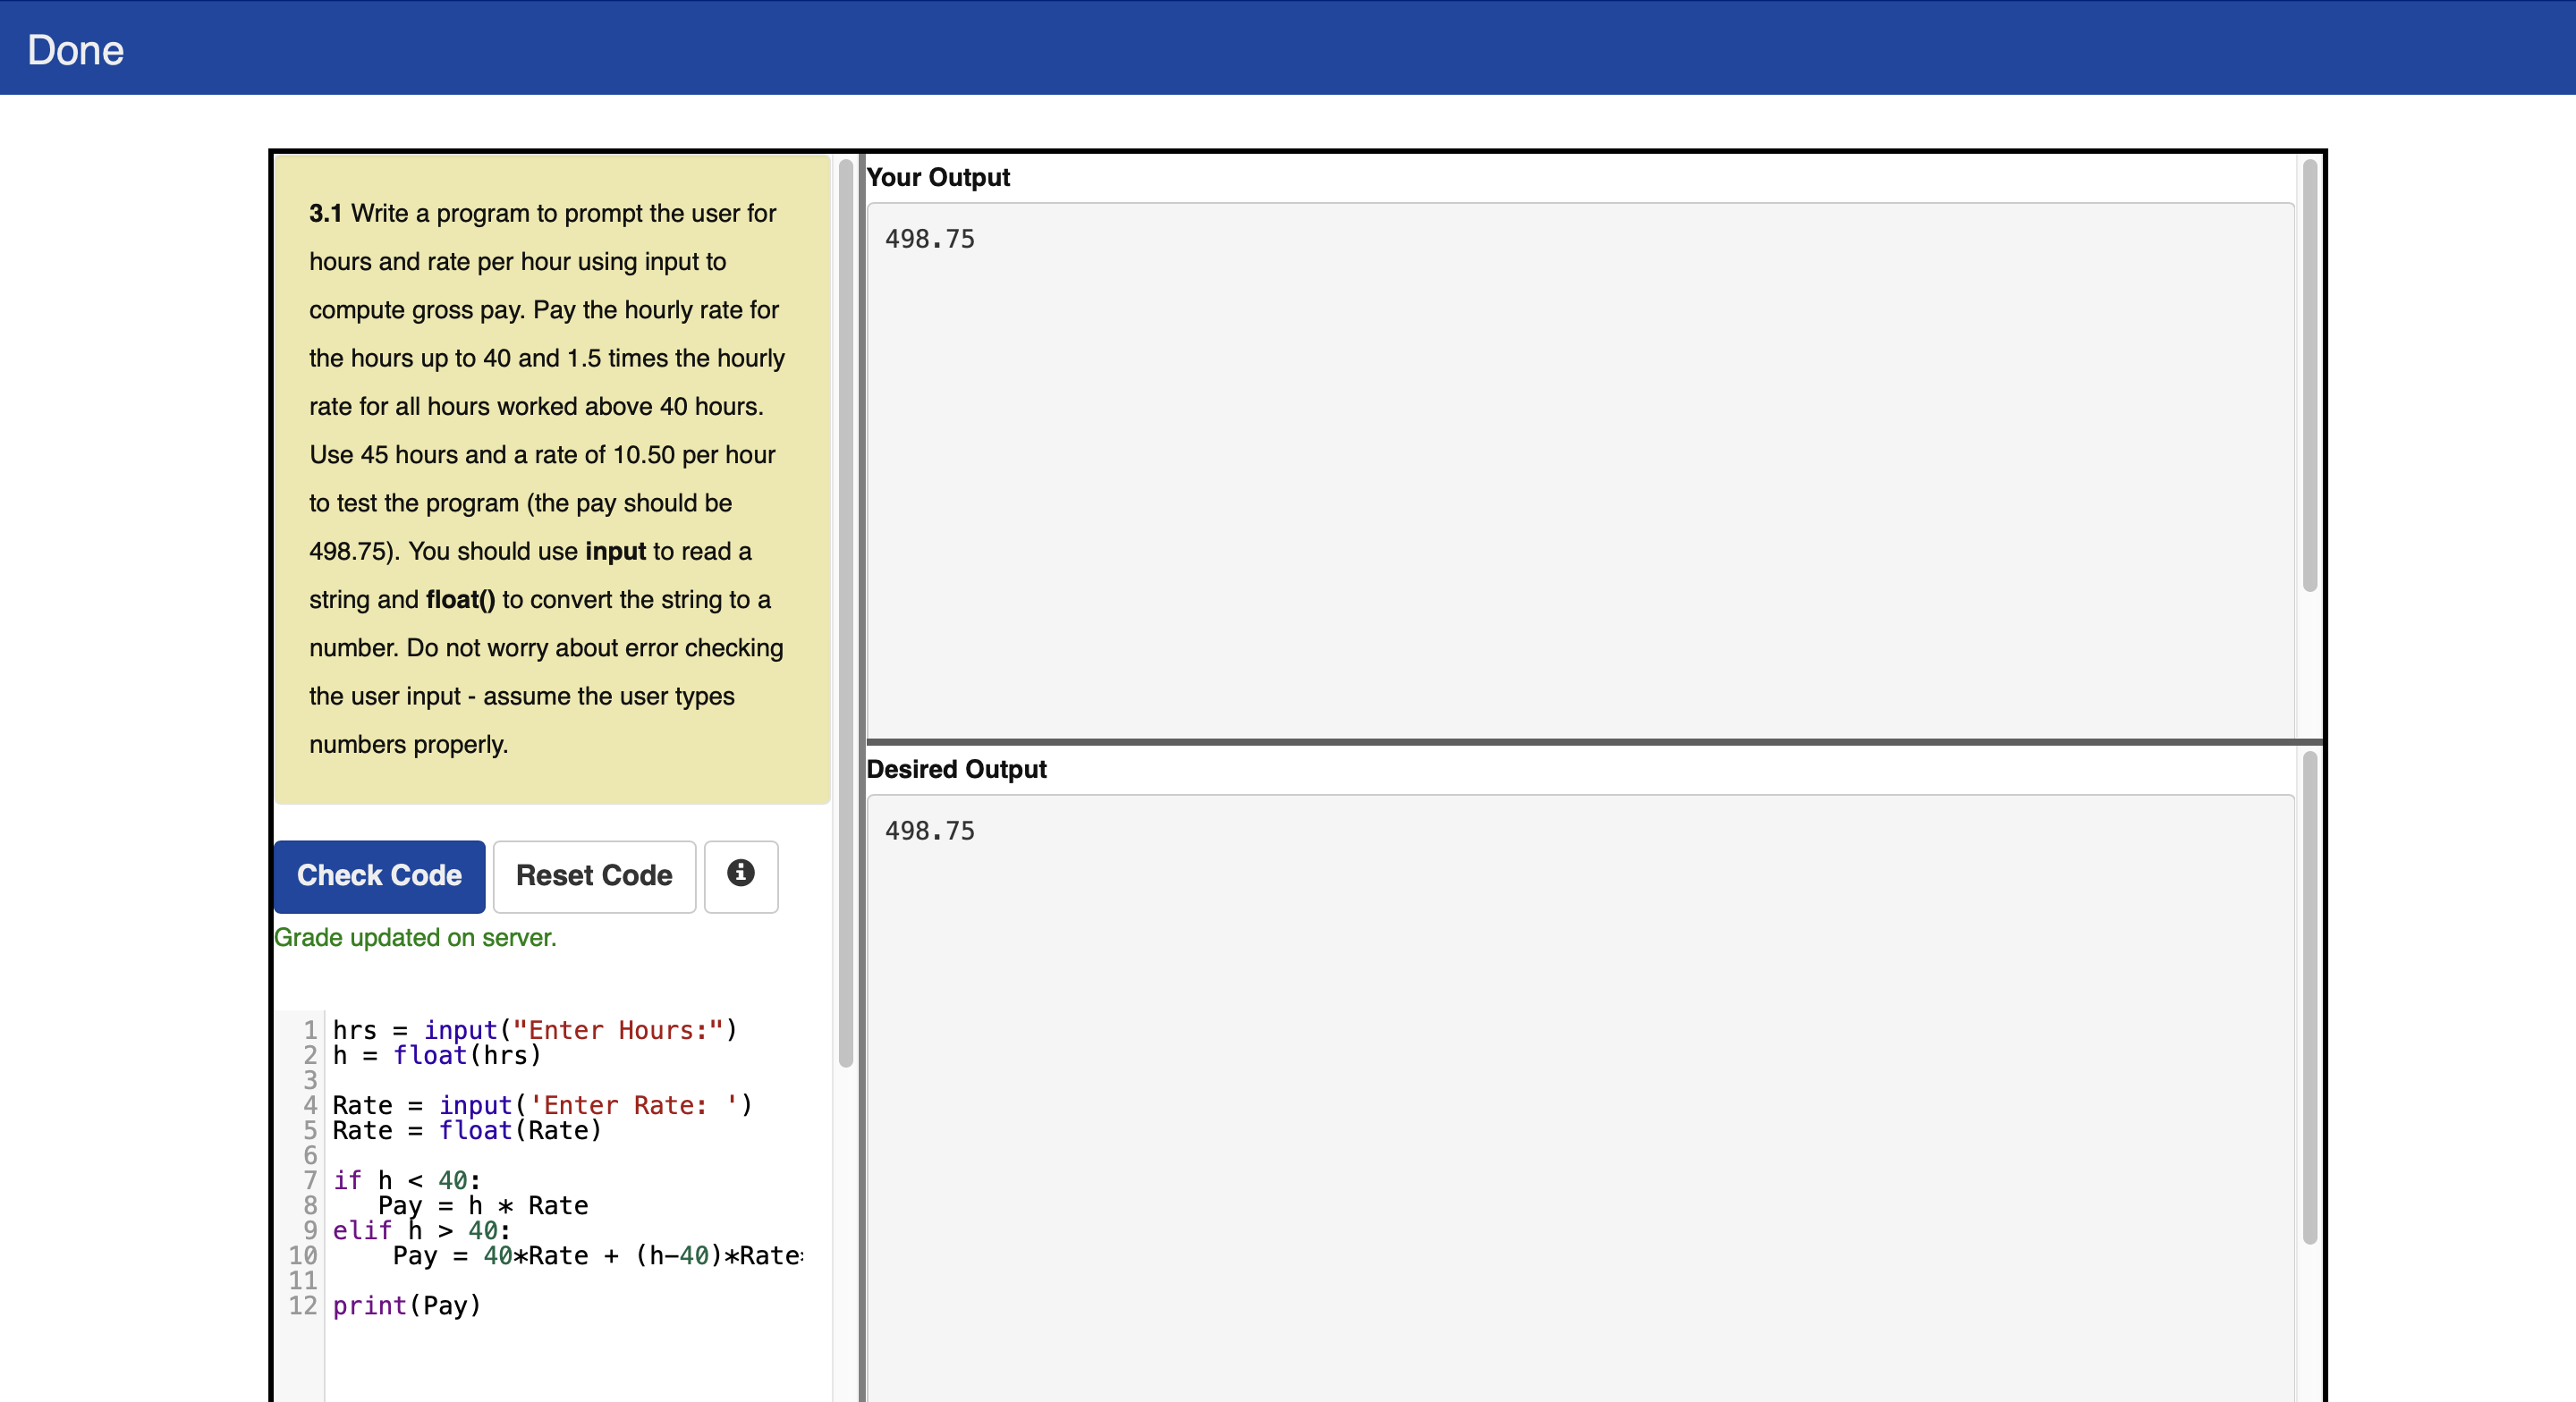 Done
3.1 Write a program to prompt the user for
hours and rate per hour using input to
compute gross pay. Pay the hourly rate for
the hours up to 40 and 1.5 times the hourly
rate for all hours worked above 40 hours.
Use 45 hours and a rate of 10.50 per hour
to test the program (the pay should be
498.75). You should use input to read a
string and float() to convert the string to a
number. Do not worry about error checking
the user input - assume the user types
numbers properly.
Check Code Reset Code
Grade updated on server.
1 hrs = input("Enter Hours:")
2 h = float(hrs)
3
4 Rate = input('Enter Rate: ')
5 Rate = float(Rate)
6
7 if h < 40:
8    Pay = h * Rate
9 elif h > 40:
10     Pay = 40*Rate + (h-40)*Rate
11
12 print(Pay)
Your Output
498.75
Desired Output
498.75